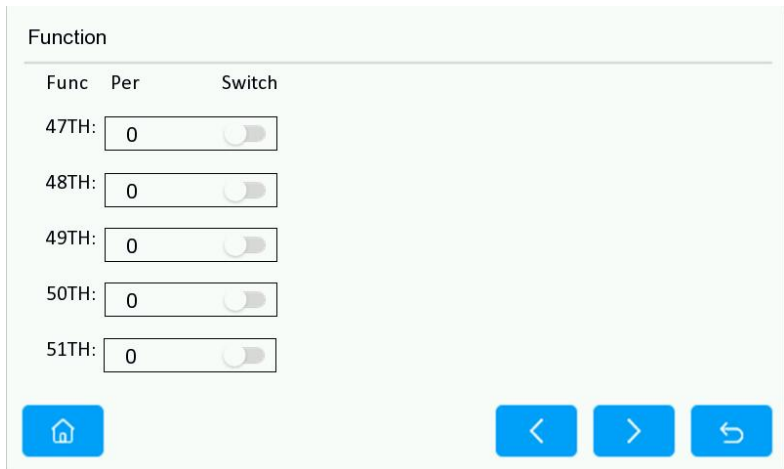 Function
Func Per Switch
47TH: 0
48TH: 0
49TH: 0
50TH: 0
51TH: 0